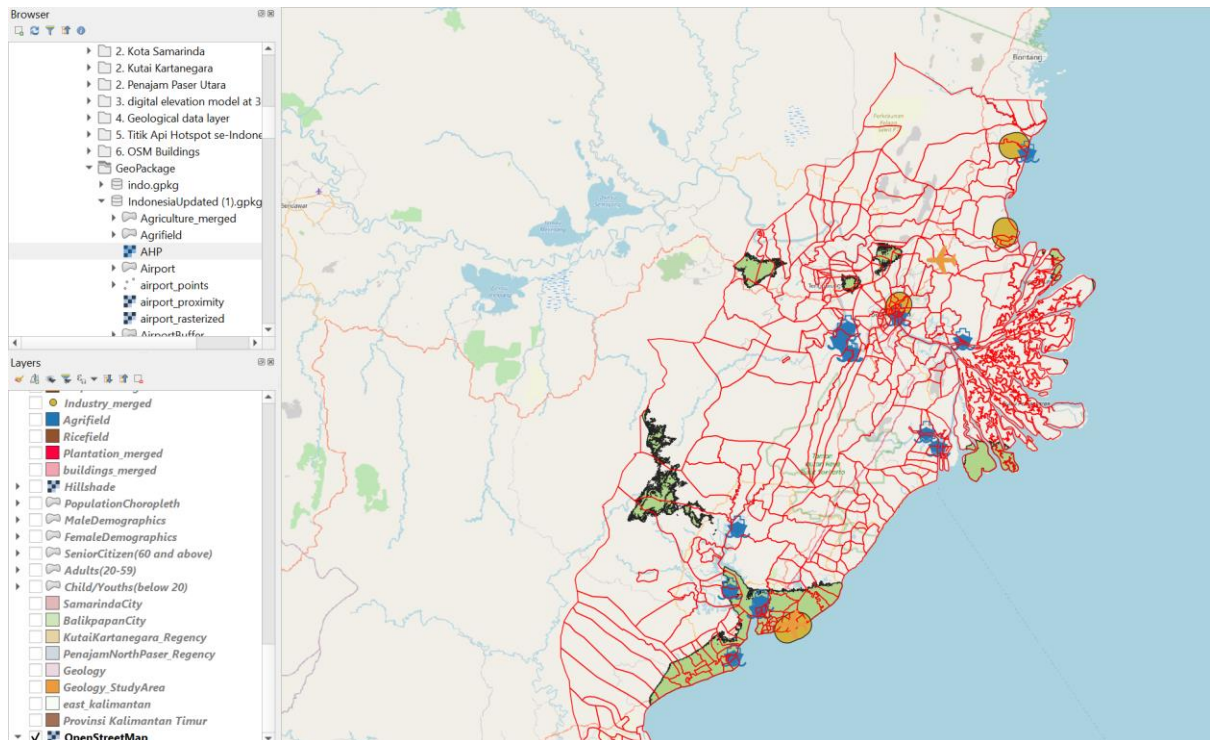 Browser
2. Kota Samarinda
2. Kutai Kartanegara
2. Penajam Paser Utara
3. digital elevation model at 3
4. Geological data layer
5. Titik Api Hotspot se-Indone
6. OSM Buildings
GeoPackage
indo.gpkg
IndonesiaUpdated (1).gpkg
Agriculture_merged
Agrifield
AHP
Airport
airport_points
airport_proximity
airport_rasterized
AirportBuffer
Layers
Industry_merged
Agrifield
Ricefield
Plantation_merged
buildings_merged
Hillshade
PopulationChoropleth
MaleDemographics
FemaleDemographics
SeniorCitizen(60 and above)
Adults(20-59)
Child/Youths(below 20)
SamarindaCity
BalikpapanCity
KutaiKartanegara_Regency
PenajamNorthPaser_Regency
Geology
Geology_StudyArea
east_kalimantan
Provinsi Kalimantan Timur
OpenStreetMap
Bontang